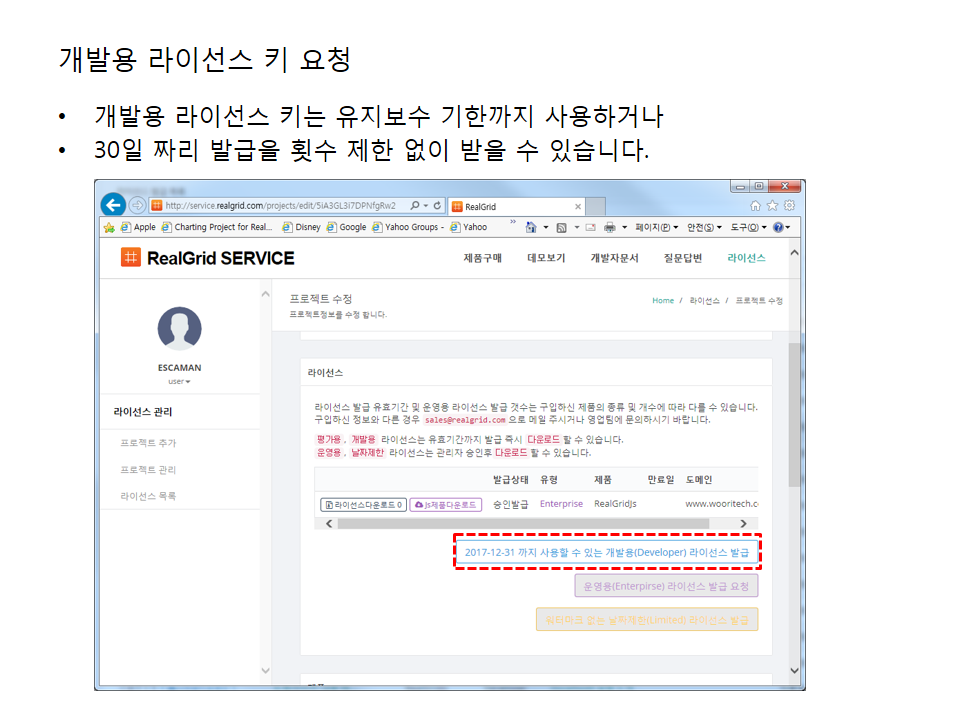 개발용 라이선스 키 요청
• 개발용 라이선스 키는 유지보수 기한까지 사용하거나
• 30일 짜리 발급을 횟수 제한 없이 받을 수 있습니다.
http://service.realgrid.com/projects/edit/5IA3GL3i7DPNfgRw2
RealGrid
Apple Charting Project for Real... Disney Google Yahoo Groups - Yahoo » 페이지(P) 안전(S) 도구(O)
RealGrid SERVICE 제품구매 데모보기 개발자문서 질문답변 라이선스
ESCAMAN
user
라이선스 관리
프로젝트 추가
프로젝트 관리
라이선스 목록
프로젝트 수정
Home / 라이선스 / 프로젝트 수정
프로젝트정보를 수정 합니다.
라이선스
라이선스 발급 유효기간 및 운영용 라이선스 발급 갯수는 구입하신 제품의 종류 및 개수에 따라 다를 수 있습니다.
구입하신 정보와 다른 경우 sales@realgrid.com 으로 메일 주시거나 영업팀에 문의하시기 바랍니다.
평가용, 개발용 라이선스는 유효기간까지 발급 즉시 다운로드 할 수 있습니다.
운영용, 날짜제한 라이선스는 관리자 승인후 다운로드 할 수 있습니다.
발급상태 유형 제품 만료일 도메인
라이선스다운로드 0 Js제품다운로드 승인발급 Enterprise RealGridJs www.wooritech.c
2017-12-31 까지 사용할 수 있는 개발용(Developer) 라이선스 발급
운영용(Enterpirse) 라이선스 발급 요청
워터마크 없는 날짜제한(Limited) 라이선스 발급